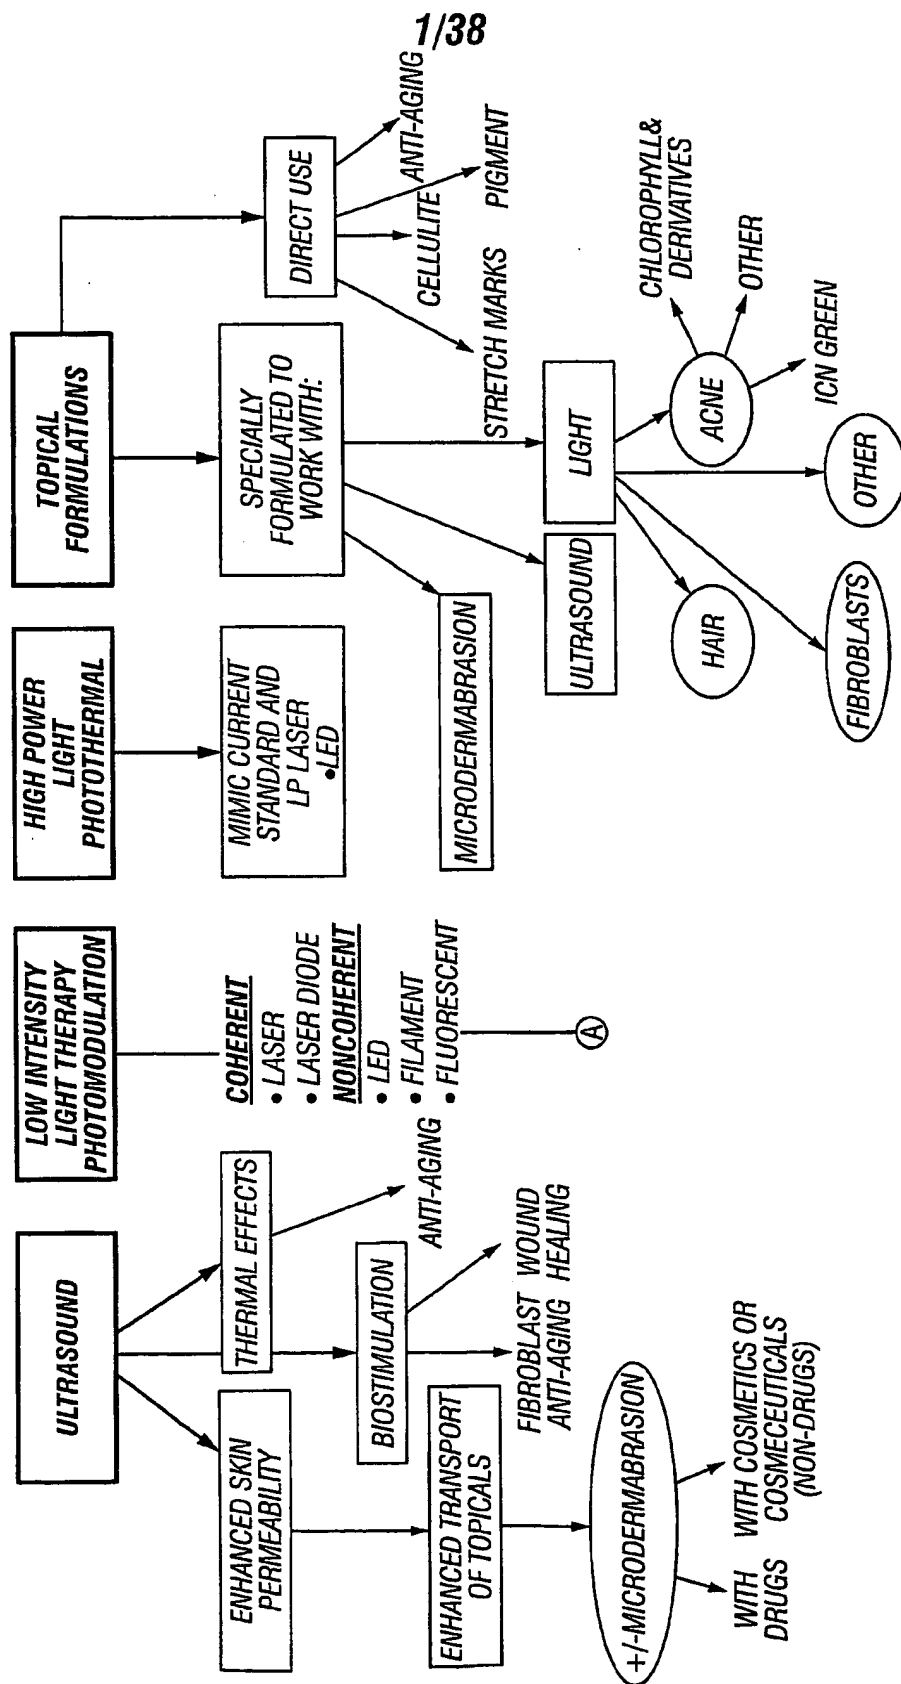 1/38
ULTRASOUND
ENHANCED SKIN
PERMEABILITY
THERMAL EFFECTS
ANTI-AGING
BIOSTIMULATION
FIBROBLAST
ANTI-AGING
WOUND
HEALING
ENHANCED TRANSPORT
OF TOPICALS
+/-MICRODERMABRASION
WITH
DRUGS
WITH COSMETICS OR
COSMECEUTICALS
(NON-DRUGS)
LOW INTENSITY
LIGHT THERAPY
PHOTOMODULATION
COHERENT
• LASER
• LASER DIODE
NONCOHERENT
• LED
• FILAMENT
• FLUORESCENT
A
HIGH POWER
LIGHT
PHOTOTHERMAL
MIMIC CURRENT
STANDARD AND
LP LASER
•LED
TOPICAL
FORMULATIONS
SPECIALLY
FORMULATED TO
WORK WITH:
MICRODERMABRASION
ULTRASOUND
LIGHT
HAIR
FIBROBLASTS
OTHER
ACNE
CHLOROPHYLL&
DERIVATIVES
OTHER
ICN GREEN
DIRECT USE
STRETCH MARKS
CELLULITE
PIGMENT
ANTI-AGING